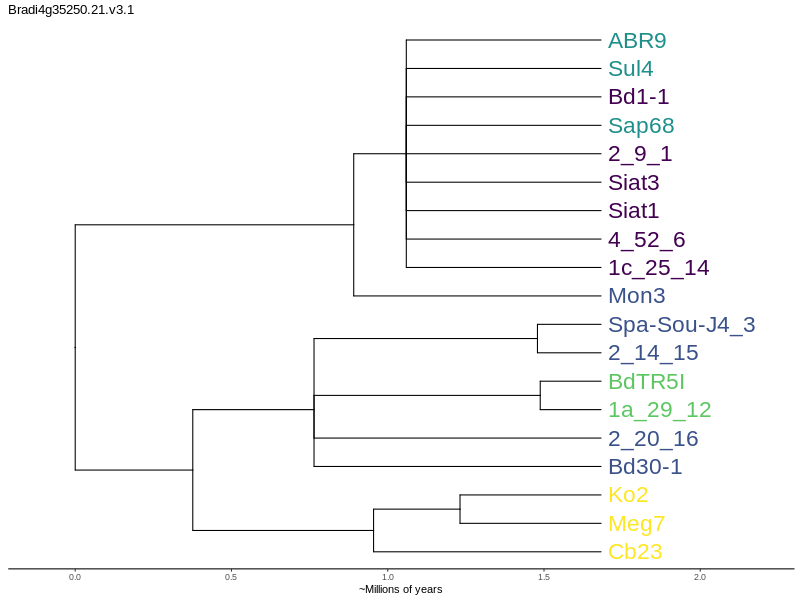 Bradi4g35250.21.v3.1
ABR9
Sul4
Bd1-1
Sap68
2_9_1
Siat3
Siat1
4_52_6
1c_25_14
Mon3
Spa-Sou-J4_3
2_14_15
BdTR5I
1a_29_12
2_20_16
Bd30-1
Ko2
Meg7
Cb23
0.0 0.5 1.0 1.5 2.0
~Millions of years